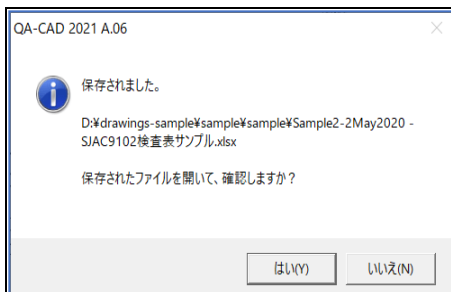 QA-CAD 2021 A.06
保存されました。
D:¥drawings-sample¥sample¥sample¥Sample2-2May2020 -
SJAC9102検査表サンプル.xlsx
保存されたファイルを開いて、確認しますか？
はい(Y)
いいえ(N)